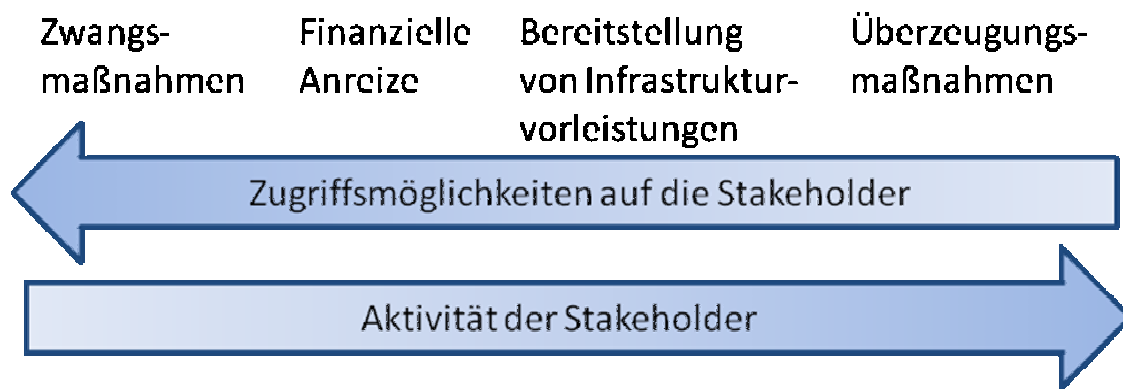 Zwangs-
maßnahmen
Finanzielle
Anreize
Bereitstellung
von Infrastruktur-
vorleistungen
Überzeugungs-
maßnahmen
Zugriffsmöglichkeiten auf die Stakeholder
Aktivität der Stakeholder